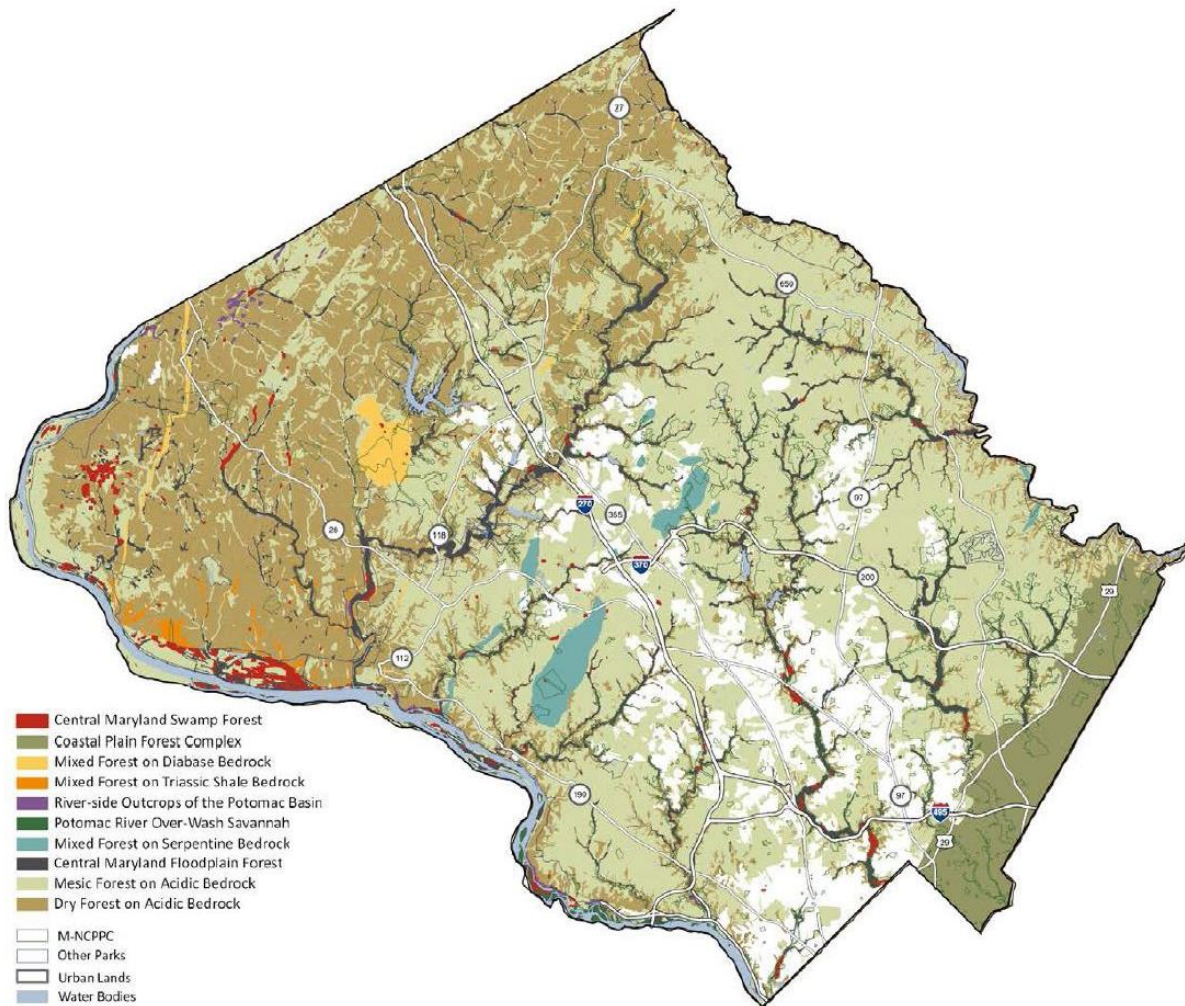 27
650
97
28
118
270
355
370
200
29
112
190
97
495
29
Central Maryland Swamp Forest
Coastal Plain Forest Complex
Mixed Forest on Diabase Bedrock
Mixed Forest on Triassic Shale Bedrock
River-side Outcrops of the Potomac Basin
Potomac River Over-Wash Savannah
Mixed Forest on Serpentine Bedrock
Central Maryland Floodplain Forest
Mesic Forest on Acidic Bedrock
Dry Forest on Acidic Bedrock
M-NCPPC
Other Parks
Urban Lands
Water Bodies